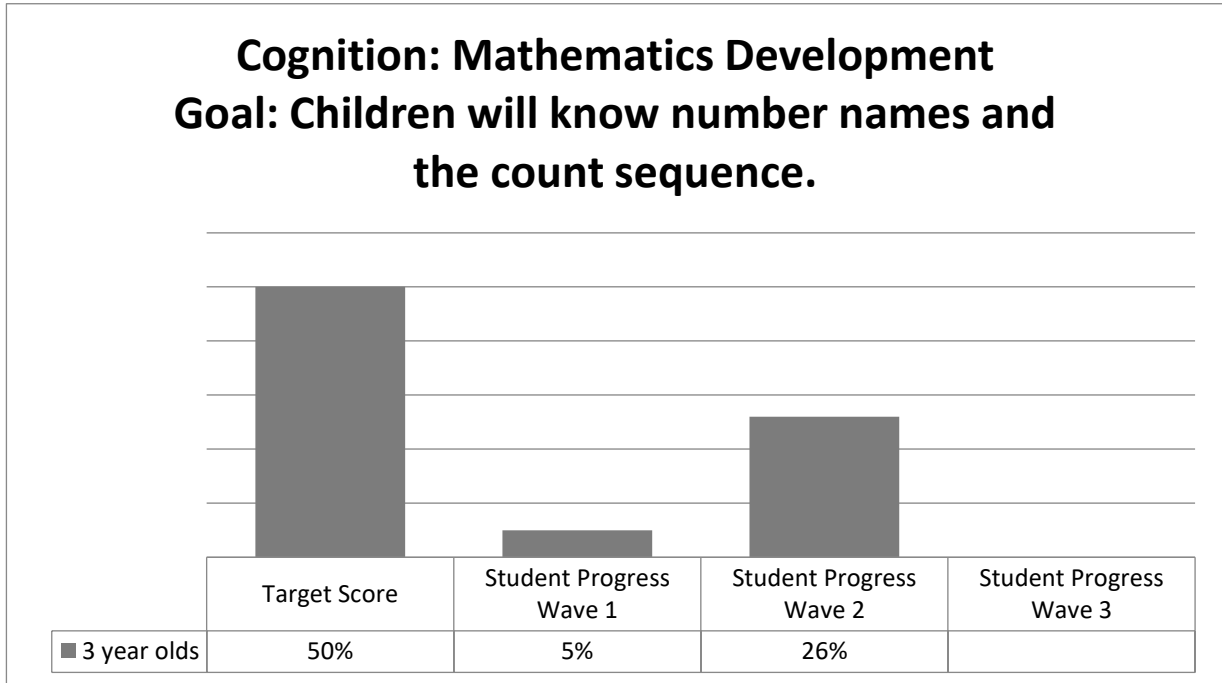 Cognition: Mathematics Development
Goal: Children will know number names and
the count sequence.
Target Score
Student Progress
Wave 1
Student Progress
Wave 2
Student Progress
Wave 3
3 year olds 50% 5% 26%